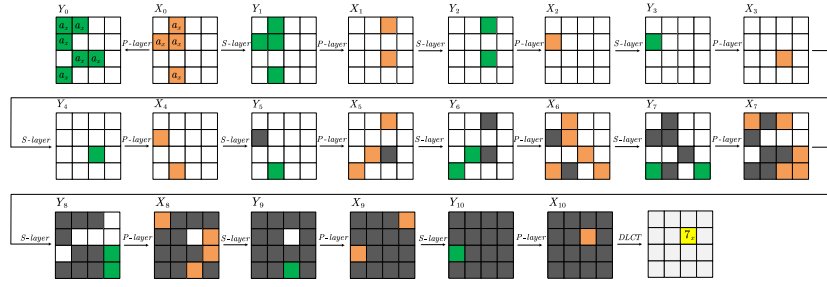 Y₀ X₀ Y₁ X₁ Y₂ X₂ Y₃ X₃
aₓ aₓ aₓ
aₓ P-layer aₓ aₓ S-layer P-layer S-layer P-layer S-layer P-layer
aₓ aₓ
aₓ aₓ
Y₄ X₄ Y₅ X₅ Y₆ X₆ Y₇ X₇
S-layer P-layer S-layer P-layer S-layer P-layer S-layer P-layer
Y₈ X₈ Y₉ X₉ Y₁₀ X₁₀
S-layer P-layer S-layer P-layer S-layer P-layer DLCT 7ₓ